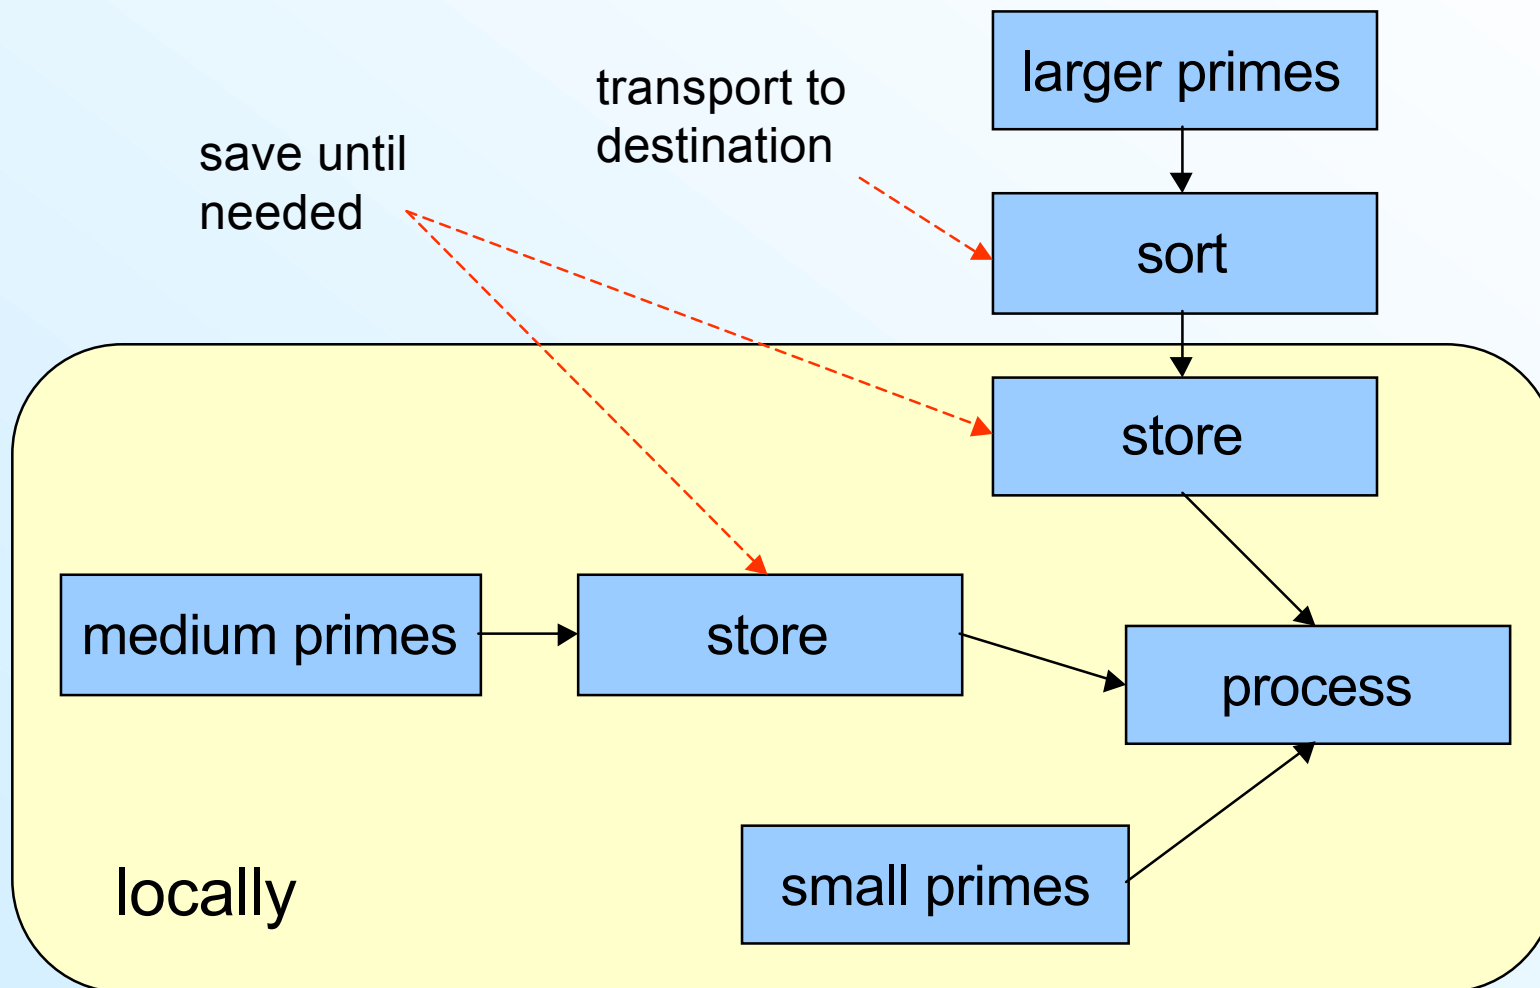 larger primes
transport to
destination
save until
needed
sort
store
medium primes
store
process
small primes
locally